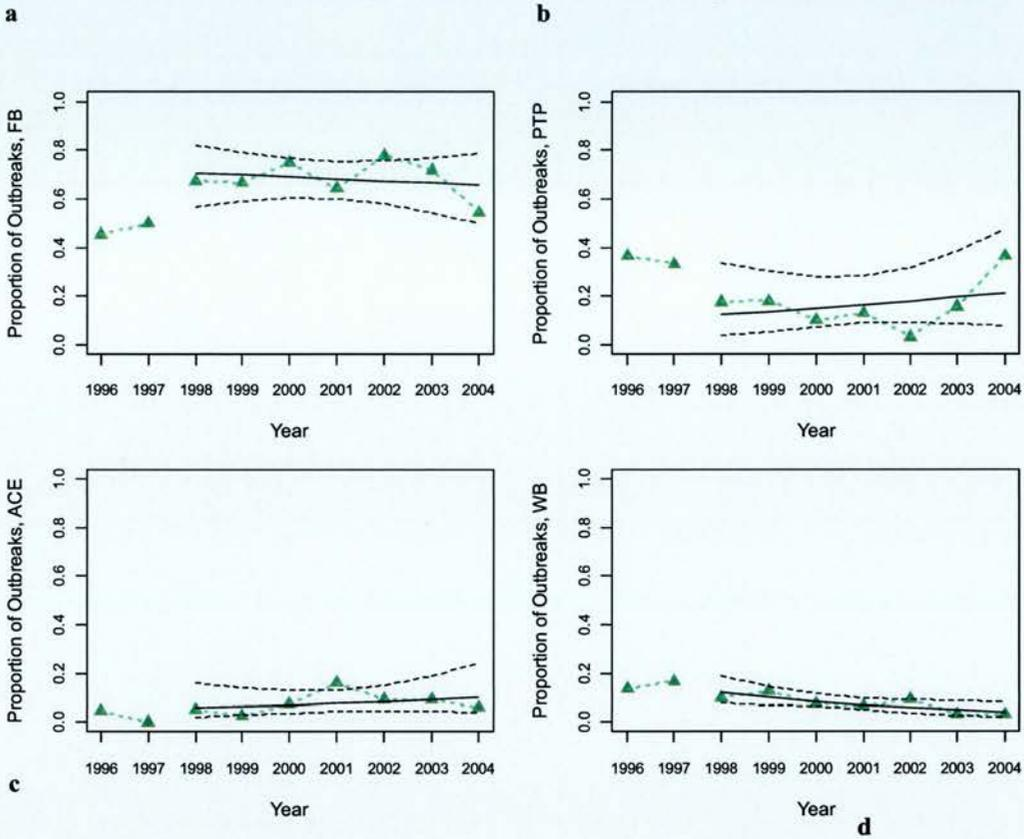 a
b
Proportion of Outbreaks, FB
0.0 0.2 0.4 0.6 0.8 1.0
1996 1997 1998 1999 2000 2001 2002 2003 2004
Year
Proportion of Outbreaks, PTP
0.0 0.2 0.4 0.6 0.8 1.0
1996 1997 1998 1999 2000 2001 2002 2003 2004
Year
Proportion of Outbreaks, ACE
0.0 0.2 0.4 0.6 0.8 1.0
1996 1997 1998 1999 2000 2001 2002 2003 2004
Year
Proportion of Outbreaks, WB
0.0 0.2 0.4 0.6 0.8 1.0
1996 1997 1998 1999 2000 2001 2002 2003 2004
Year
c
d